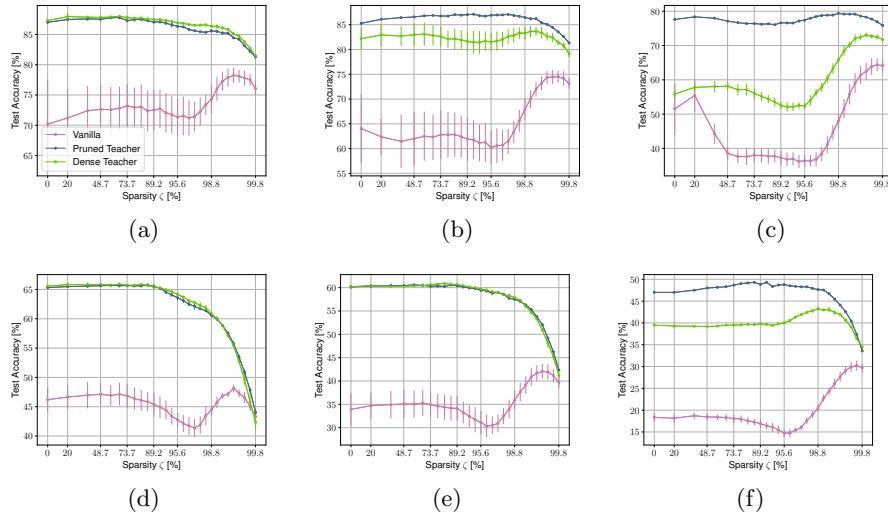 85
80
75
70
65
Test Accuracy [%]
Vanilla
Pruned Teacher
Dense Teacher
0 20 48.7 73.7 89.2 95.6 98.8 99.8
Sparsity ζ [%]
(a)
85
80
75
70
65
60
55
Test Accuracy [%]
0 20 48.7 73.7 89.2 95.6 98.8 99.8
Sparsity ζ [%]
(b)
80
70
60
50
40
Test Accuracy [%]
0 20 48.7 73.7 89.2 95.6 98.8 99.8
Sparsity ζ [%]
(c)
65
60
55
50
45
40
Test Accuracy [%]
0 20 48.7 73.7 89.2 95.6 98.8 99.8
Sparsity ζ [%]
(d)
60
55
50
45
40
35
30
Test Accuracy [%]
0 20 48.7 73.7 89.2 95.6 98.8 99.8
Sparsity ζ [%]
(e)
50
45
40
35
30
25
20
15
Test Accuracy [%]
0 20 48.7 73.7 89.2 95.6 98.8 99.8
Sparsity ζ [%]
(f)